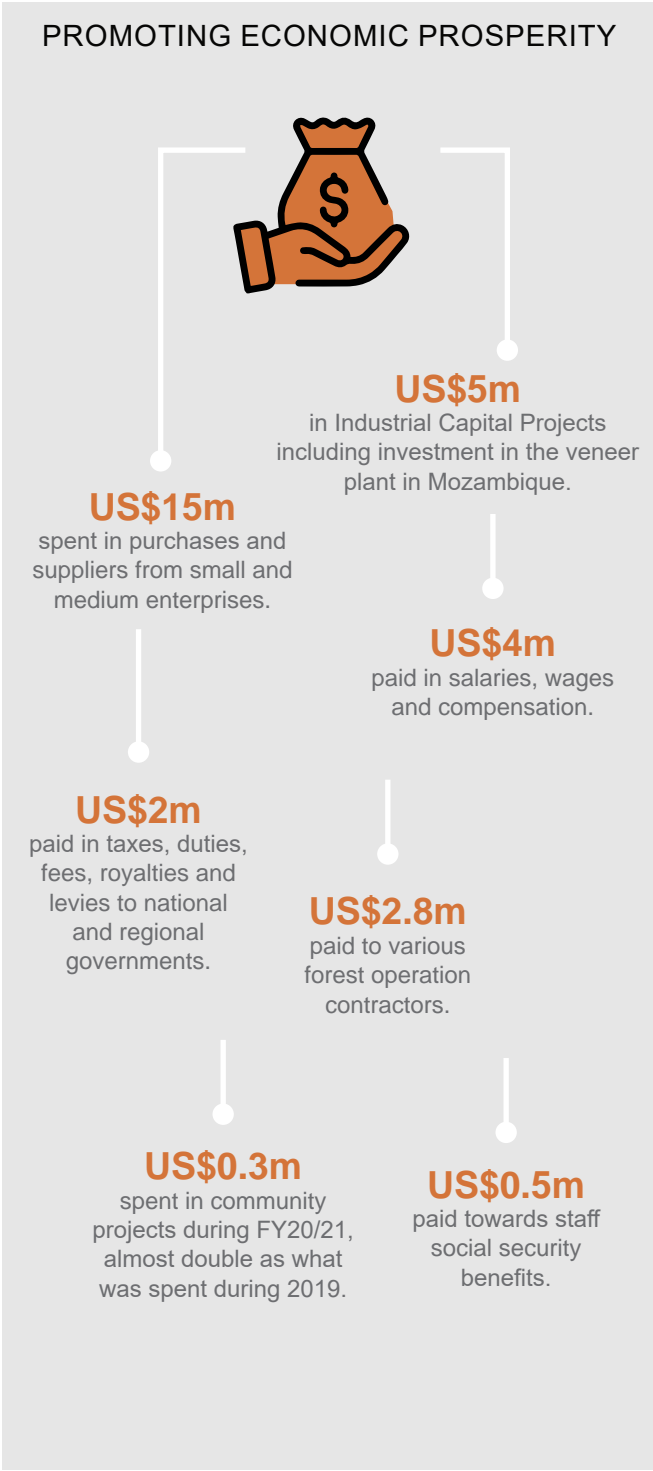 PROMOTING ECONOMIC PROSPERITY
$
US$5m
in Industrial Capital Projects
including investment in the veneer
plant in Mozambique.
US$15m
spent in purchases and
suppliers from small and
medium enterprises.
US$4m
paid in salaries, wages
and compensation.
US$2m
paid in taxes, duties,
fees, royalties and
levies to national
and regional
governments.
US$2.8m
paid to various
forest operation
contractors.
US$0.3m
spent in community
projects during FY20/21,
almost double as what
was spent during 2019.
US$0.5m
paid towards staff
social security
benefits.